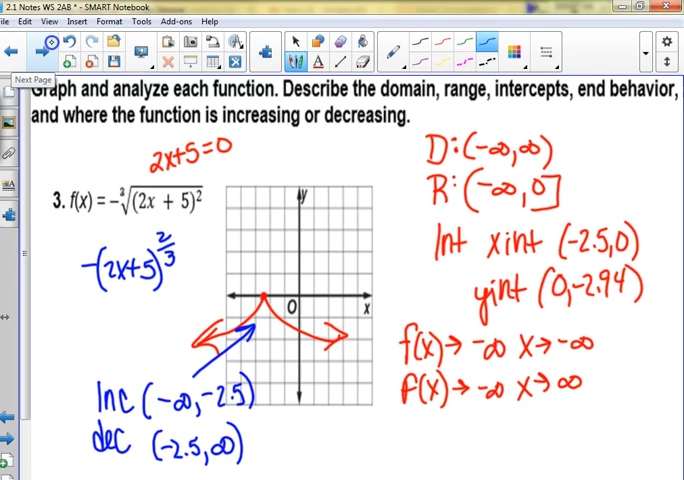 2.1 Notes WS 2AB * - SMART Notebook
File Edit View Insert Format Tools Add-ons Help
Next Page
Graph and analyze each function. Describe the domain, range, intercepts, end behavior,
and where the function is increasing or decreasing.
2x+5=0
3. f(x) = -∛(2x + 5)²
-(2x+5)^2/3
y
O
x
Inc (-∞,-2.5)
dec (-2.5,∞)
D:(-∞,∞)
R:(-∞,0]
Int x int (-2.5,0)
y int (0,-2.94)
f(x)→ -∞ x→-∞
f(x)→ -∞ x→ ∞